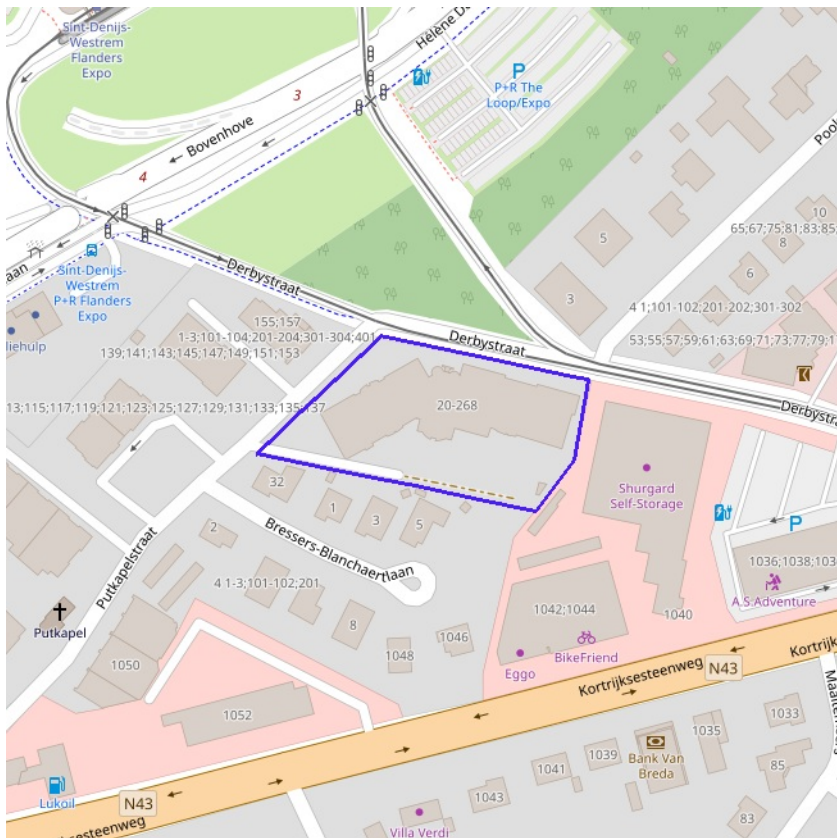 Sint-Denijs-
Westrem
Flanders
Expo
Hélène Du
P
P+R The
Loop/Expo
3
Bovenhove
4
Pool
10
65;67;75;81;83;85;
8
5
6
laan
Sint-Denijs-
Westrem
P+R Flanders
Expo
Derbystraat
3
4 1;101-102;201-202;301-302
155;157
1-3;101-104;201-204;301-304;401
Derbystraat
53;55;57;59;61;63;69;71;73;77;79;1
liehulp
139;141;143;145;147;149;151;153
13;115;117;119;121;123;125;127;129;131;133;135;137
20-268
Derbystraa
Shurgard
Self-Storage
32
1
3
5
P
2
Bressers-Blanchaertlaan
Putkapelstraat
4 1-3;101-102;201
1036;1038;103
A.S.Adventure
1042;1044
1040
Putkapel
8
1046
1048
BikeFriend
Eggo
1050
Kortrijksesteenweg
N43
Kortrijk
1052
1033
1035
Bank Van
Breda
1039
1041
85
Lukoil
N43
1043
83
Villa Verdi
ksesteenweg